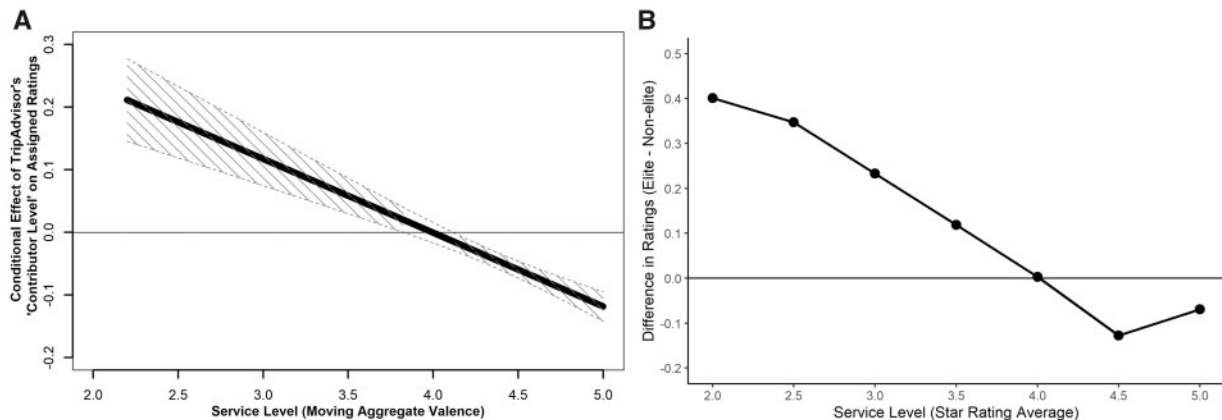 A
Conditional Effect of TripAdvisor's
'Contributor Level' on Assigned Ratings
0.3
0.2
0.1
0.0
-0.1
-0.2
2.0 2.5 3.0 3.5 4.0 4.5 5.0
Service Level (Moving Aggregate Valence)
B
Difference in Ratings (Elite - Non-elite)
0.5
0.4
0.3
0.2
0.1
0.0
-0.1
-0.2
2.0 2.5 3.0 3.5 4.0 4.5 5.0
Service Level (Star Rating Average)